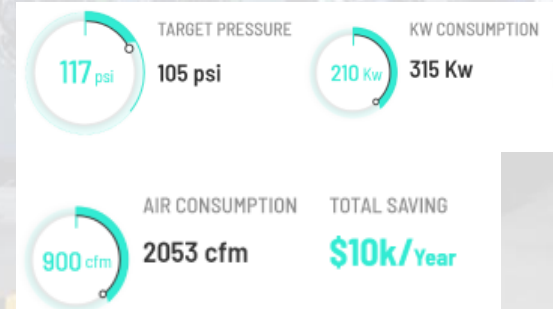 TARGET PRESSURE
117 psi
105 psi
KW CONSUMPTION
210 Kw
315 Kw
AIR CONSUMPTION
900 cfm
2053 cfm
TOTAL SAVING
$10k/Year